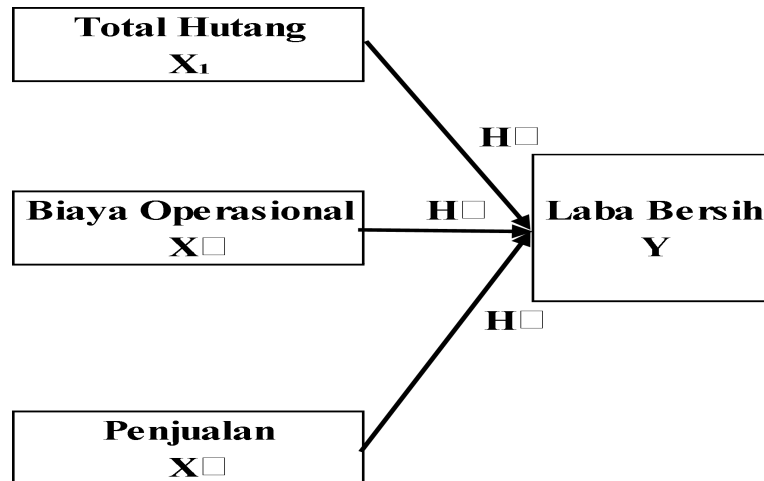 Total Hutang
X₁
H□
Biaya Operasional
X□
H□
Laba Bersih
Y
H□
Penjualan
X□